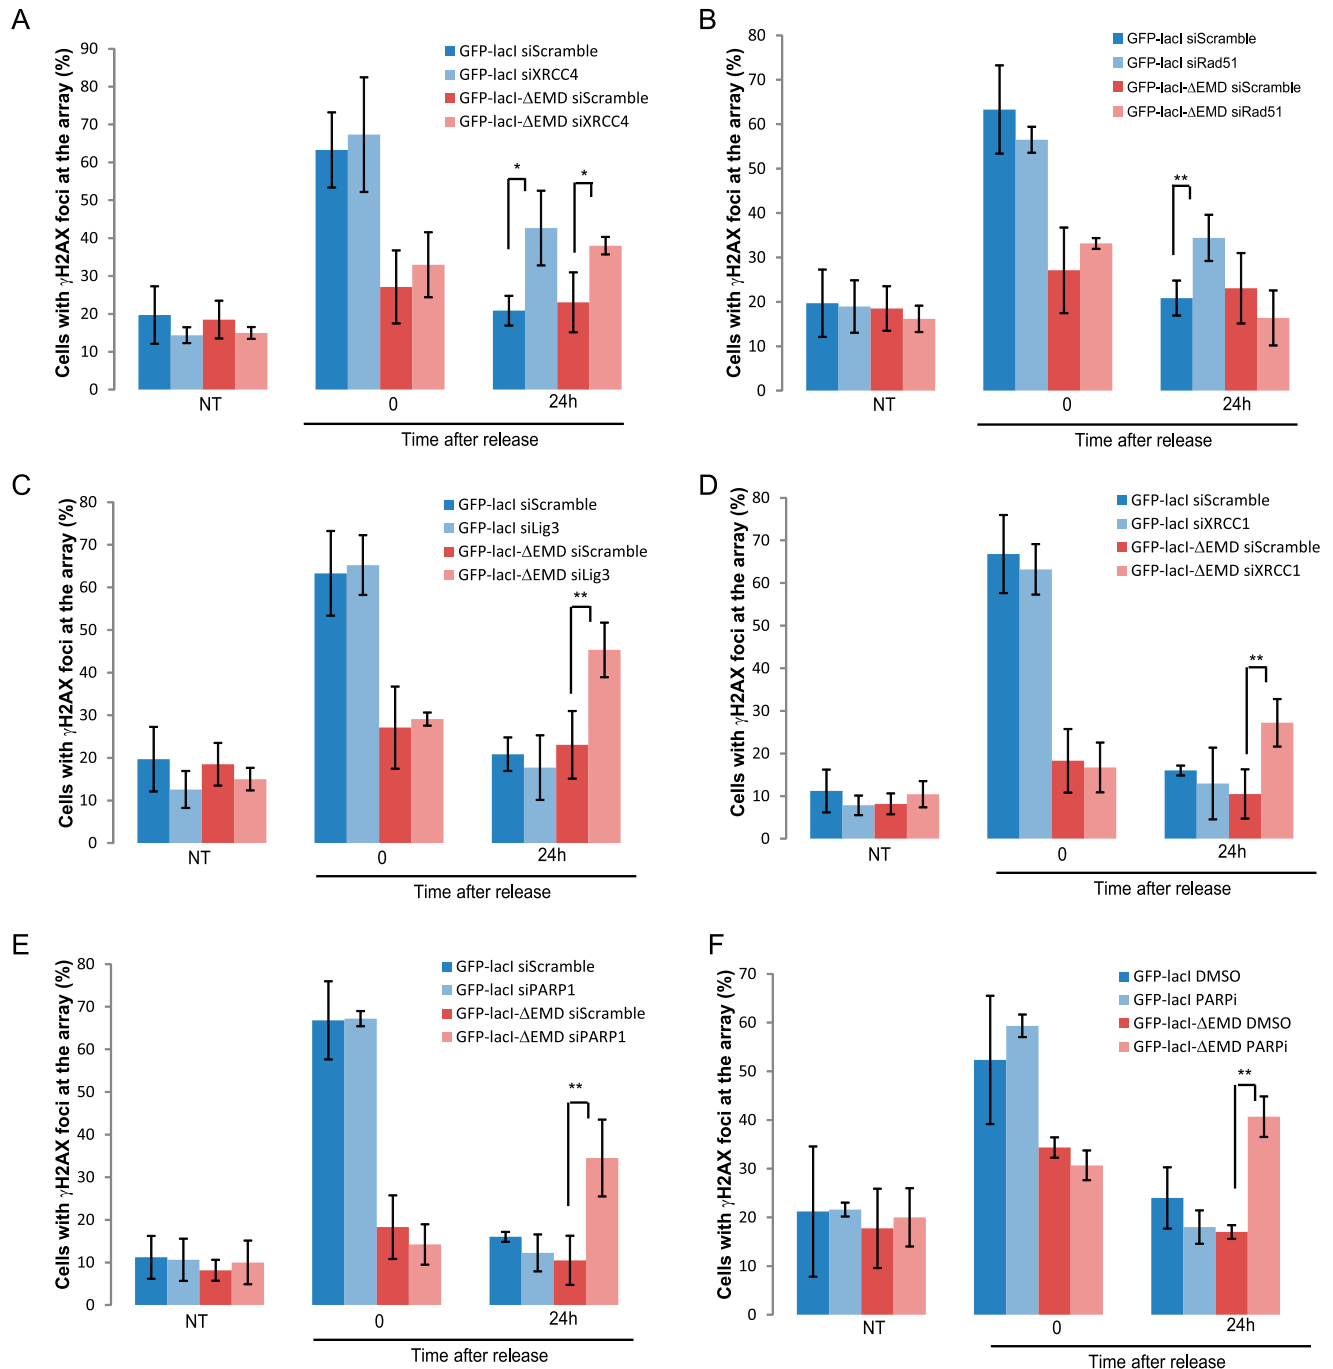 A
Cells with γH2AX foci at the array (%)
90
80
70
60
50
40
30
20
10
0
GFP-lacI siScramble
GFP-lacI siXRCC4
GFP-lacI-ΔEMD siScramble
GFP-lacI-ΔEMD siXRCC4
*
*
NT
0
24h
Time after release
B
Cells with γH2AX foci at the array (%)
80
70
60
50
40
30
20
10
0
GFP-lacI siScramble
GFP-lacI siRad51
GFP-lacI-ΔEMD siScramble
GFP-lacI-ΔEMD siRad51
**
NT
0
24h
Time after release
C
Cells with γH2AX foci at the array (%)
80
70
60
50
40
30
20
10
0
GFP-lacI siScramble
GFP-lacI siLig3
GFP-lacI-ΔEMD siScramble
GFP-lacI-ΔEMD siLig3
**
NT
0
24h
Time after release
D
Cells with γH2AX foci at the array (%)
80
70
60
50
40
30
20
10
0
GFP-lacI siScramble
GFP-lacI siXRCC1
GFP-lacI-ΔEMD siScramble
GFP-lacI-ΔEMD siXRCC1
**
NT
0
24h
Time after release
E
Cells with γH2AX foci at the array (%)
80
70
60
50
40
30
20
10
0
GFP-lacI siScramble
GFP-lacI siPARP1
GFP-lacI-ΔEMD siScramble
GFP-lacI-ΔEMD siPARP1
**
NT
0
24h
Time after release
F
Cells with γH2AX foci at the array (%)
70
60
50
40
30
20
10
0
GFP-lacI DMSO
GFP-lacI PARPi
GFP-lacI-ΔEMD DMSO
GFP-lacI-ΔEMD PARPi
**
NT
0
24h
Time after release